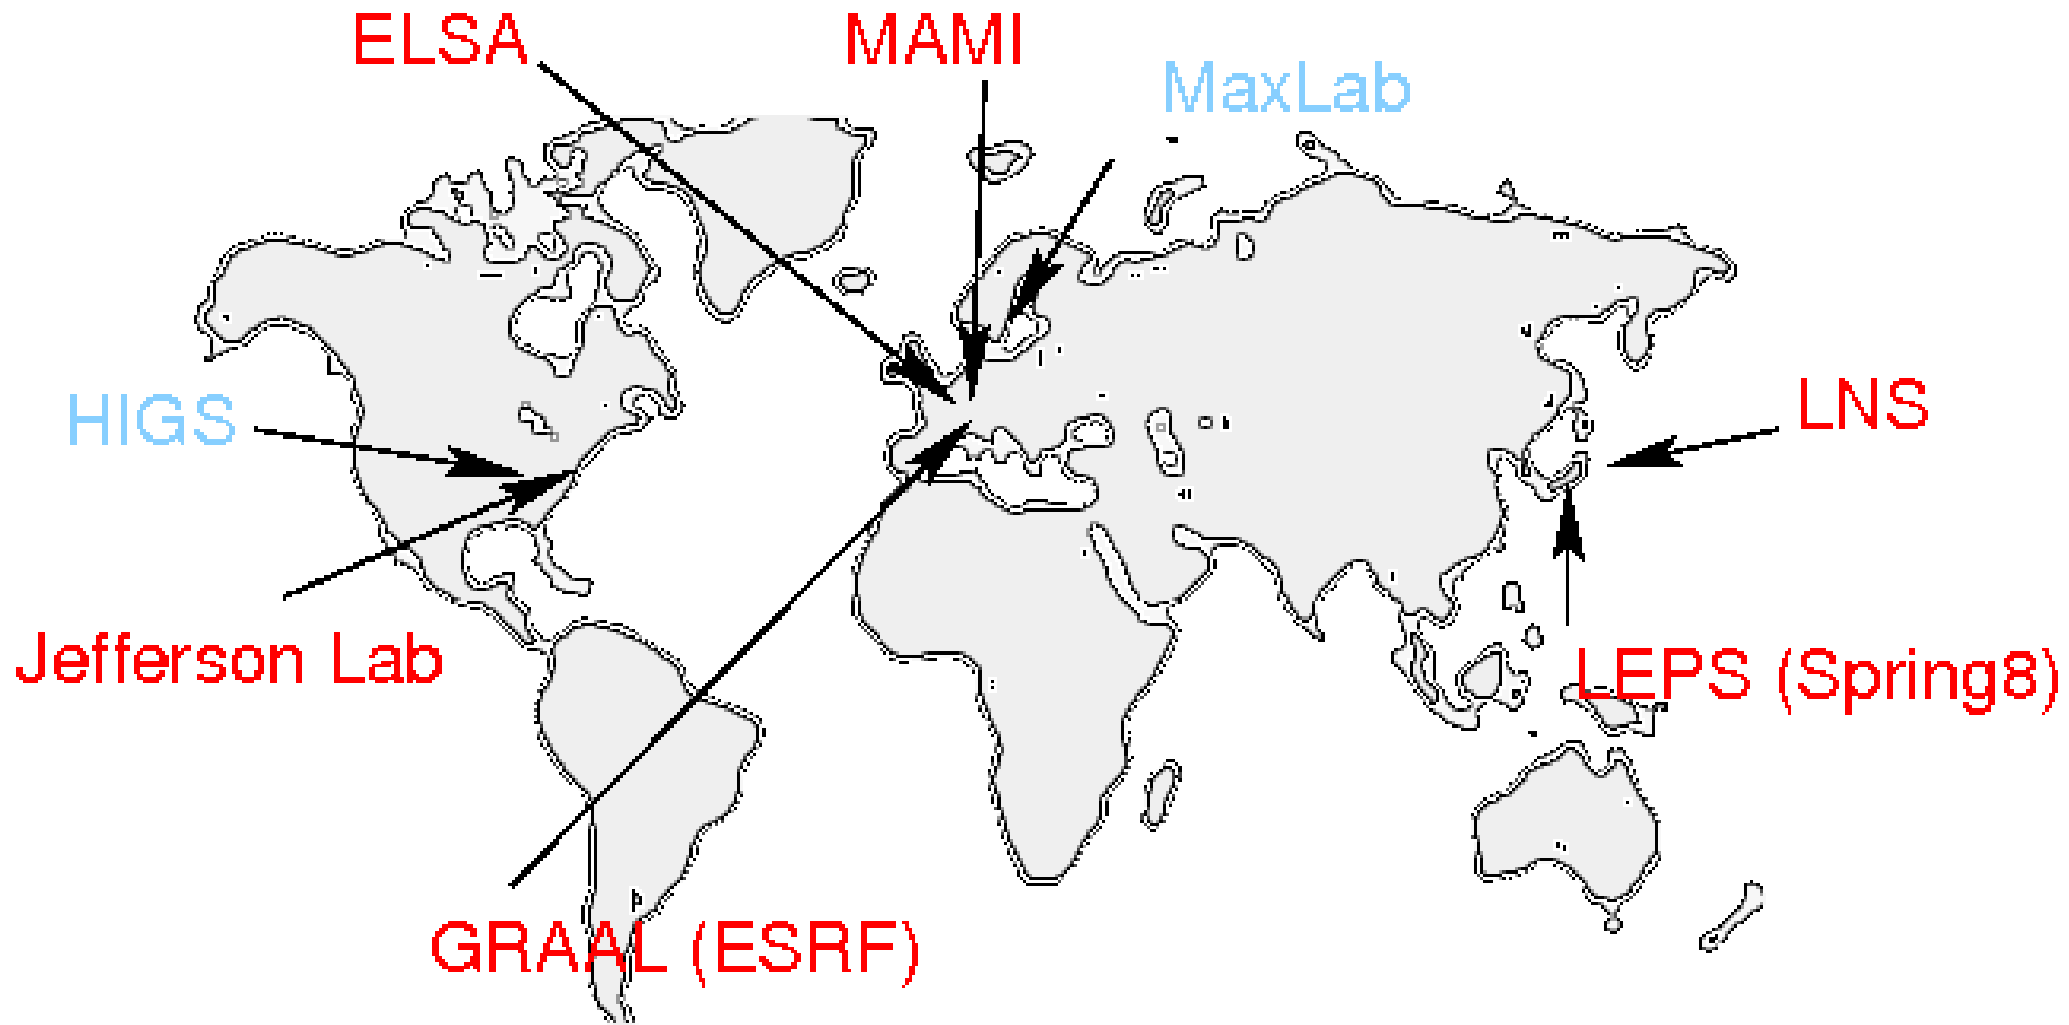 ELSA
MAMI
MaxLab
HIGS
LNS
Jefferson Lab
LEPS (Spring8)
GRAAL (ESRF)